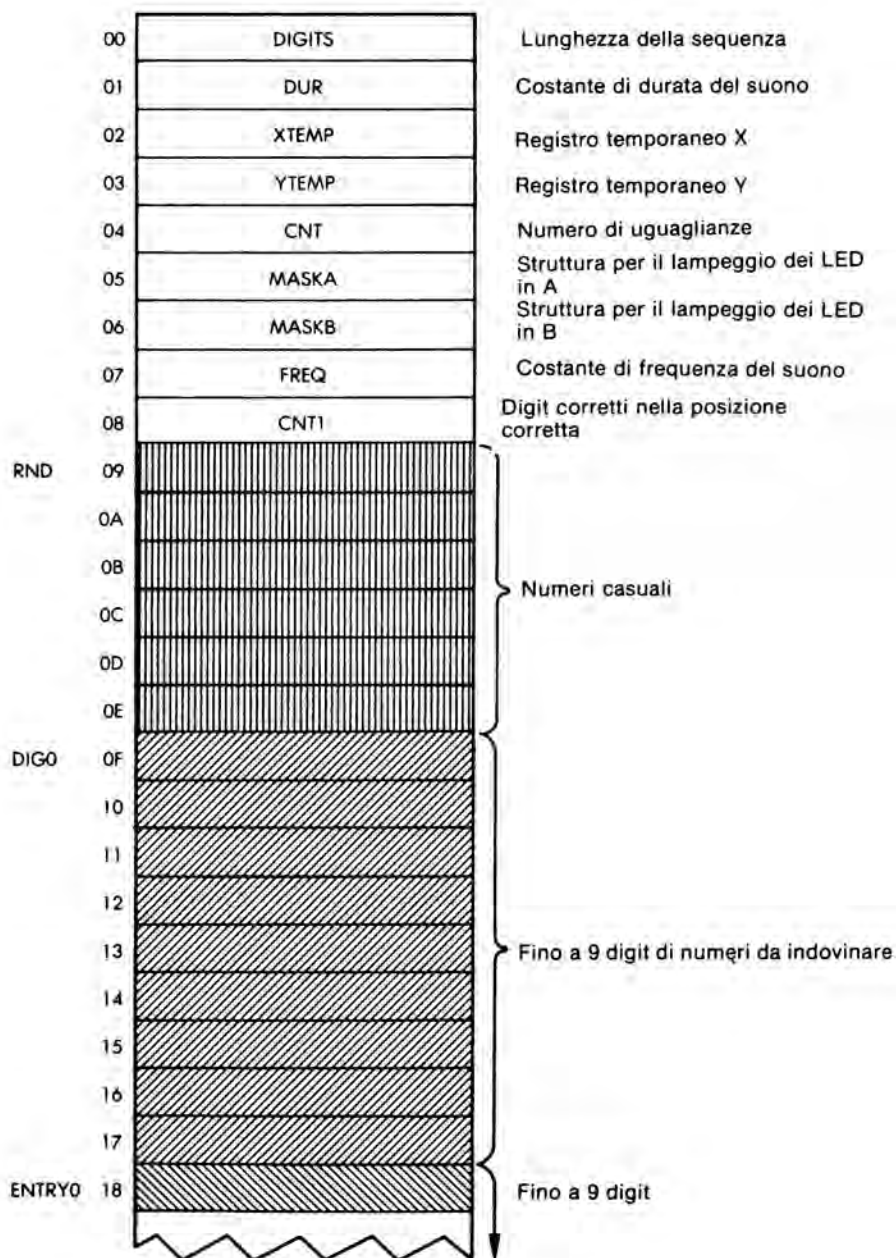 00 DIGITS Lunghezza della sequenza
01 DUR Costante di durata del suono
02 XTEMP Registro temporaneo X
03 YTEMP Registro temporaneo Y
04 CNT Numero di uguaglianze
05 MASKA Struttura per il lampeggio dei LED
in A
06 MASKB Struttura per il lampeggio dei LED
in B
07 FREQ Costante di frequenza del suono
08 CNT1 Digit corretti nella posizione
corretta
RND 09
0A
0B
0C Numeri casuali
0D
0E
DIG0 0F
10
11
12
13 Fino a 9 digit di numeri da indovinare
14
15
16
17
ENTRY0 18 Fino a 9 digit